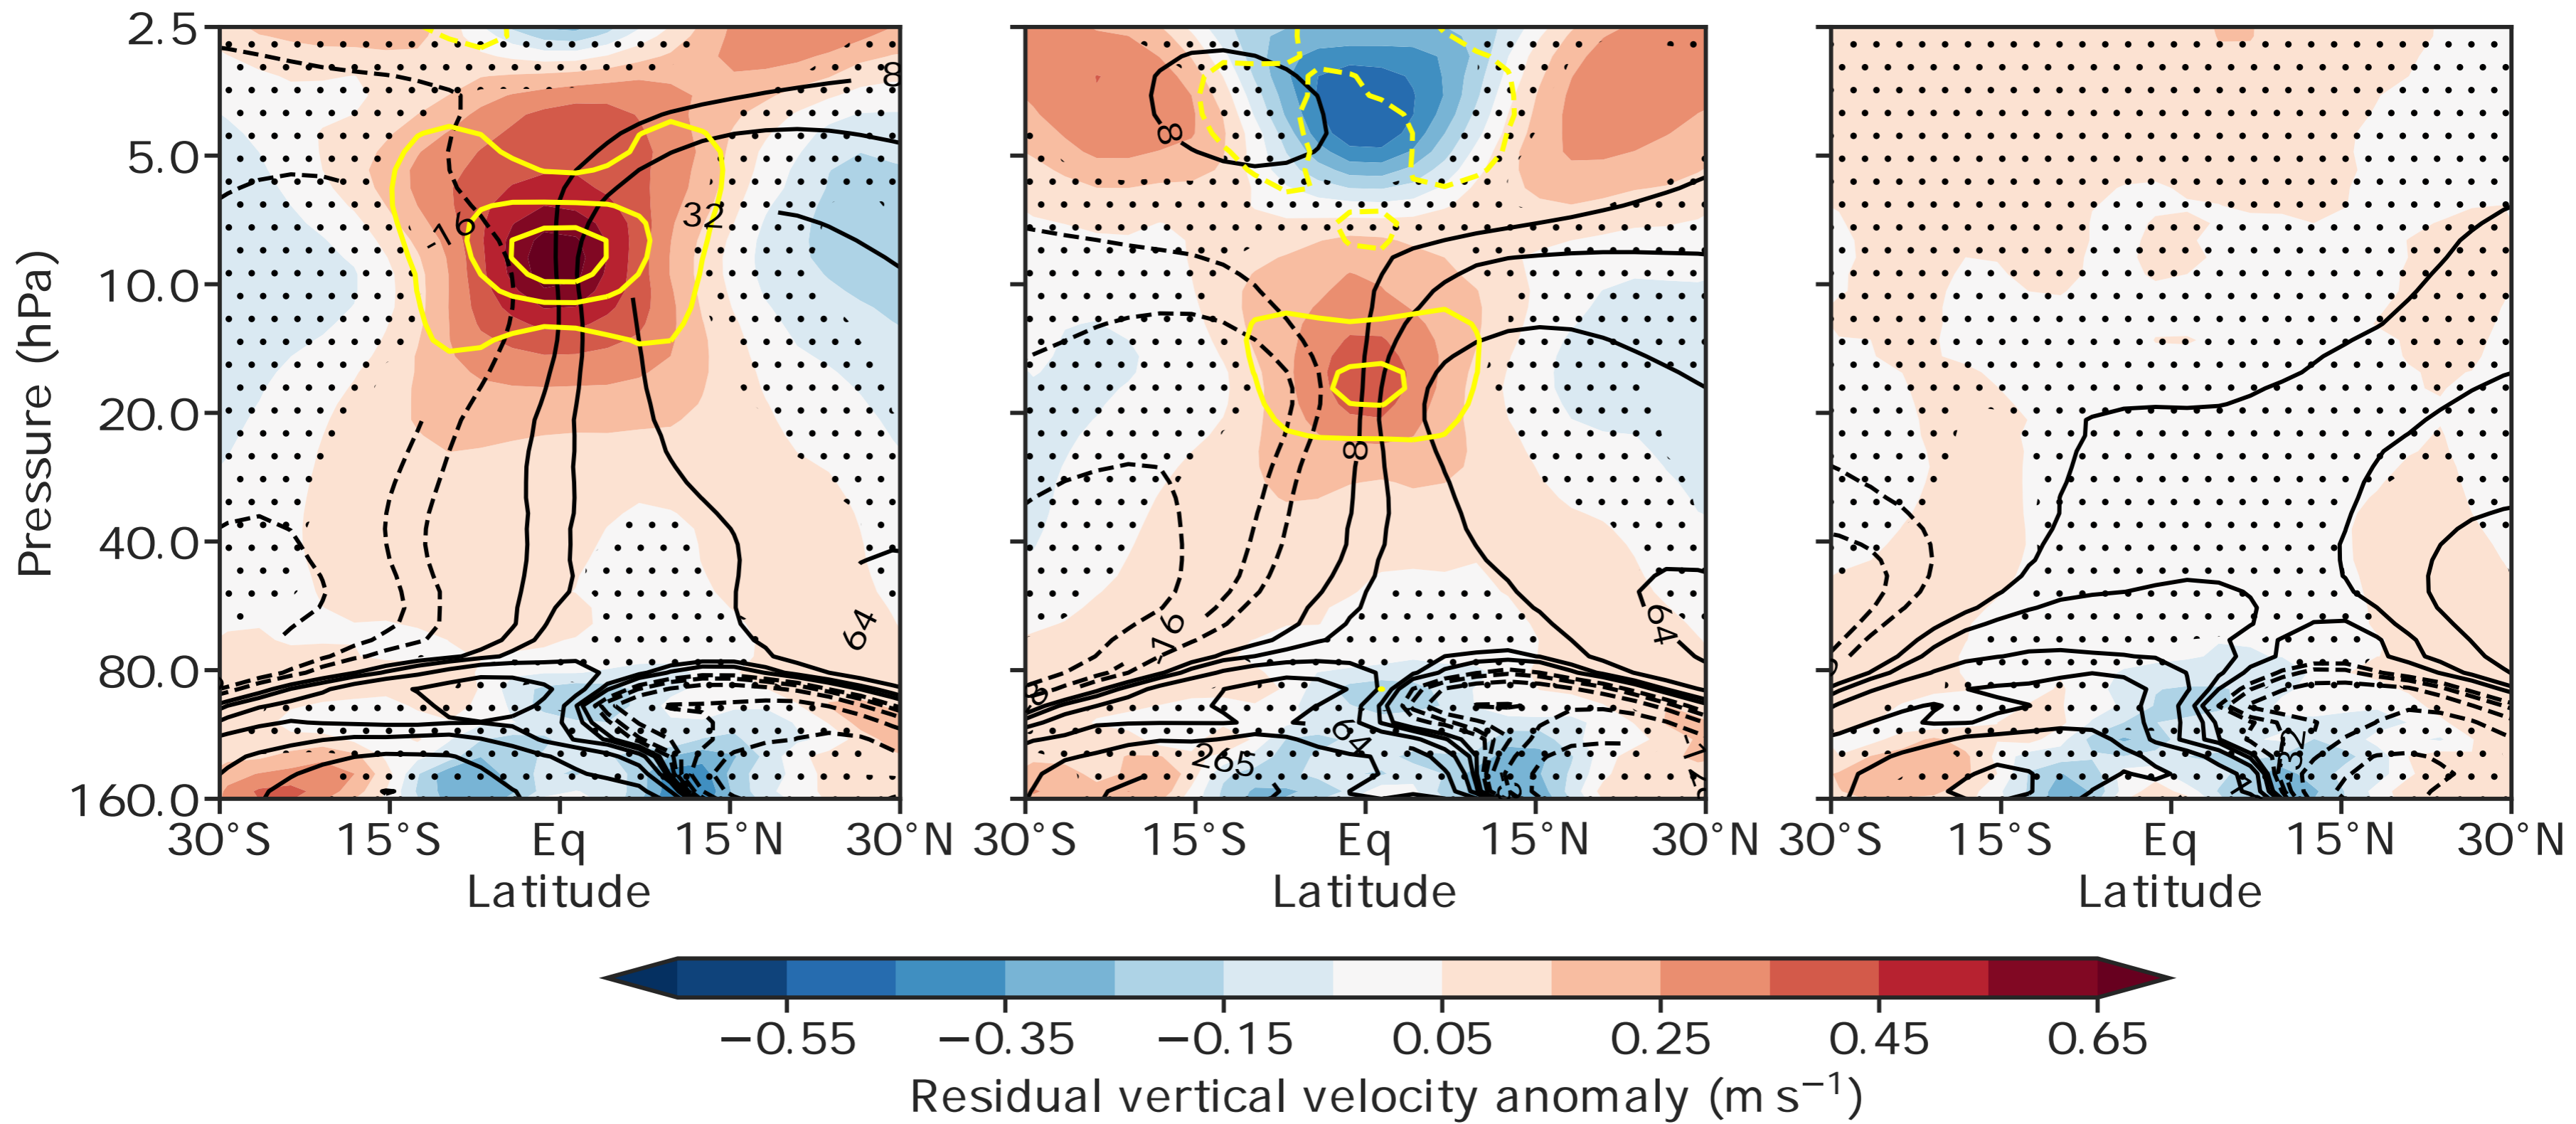 2.5
5.0
10.0
20.0
40.0
80.0
160.0
Pressure (hPa)
8
-16
32
64
30°S 15°S Eq 15°N 30°N
Latitude
8
8
-16
64
8
64
265
30°S 15°S Eq 15°N 30°N
Latitude
32
30°S 15°S Eq 15°N 30°N
Latitude
−0.55 −0.35 −0.15 0.05 0.25 0.45 0.65
Residual vertical velocity anomaly (m s⁻¹)